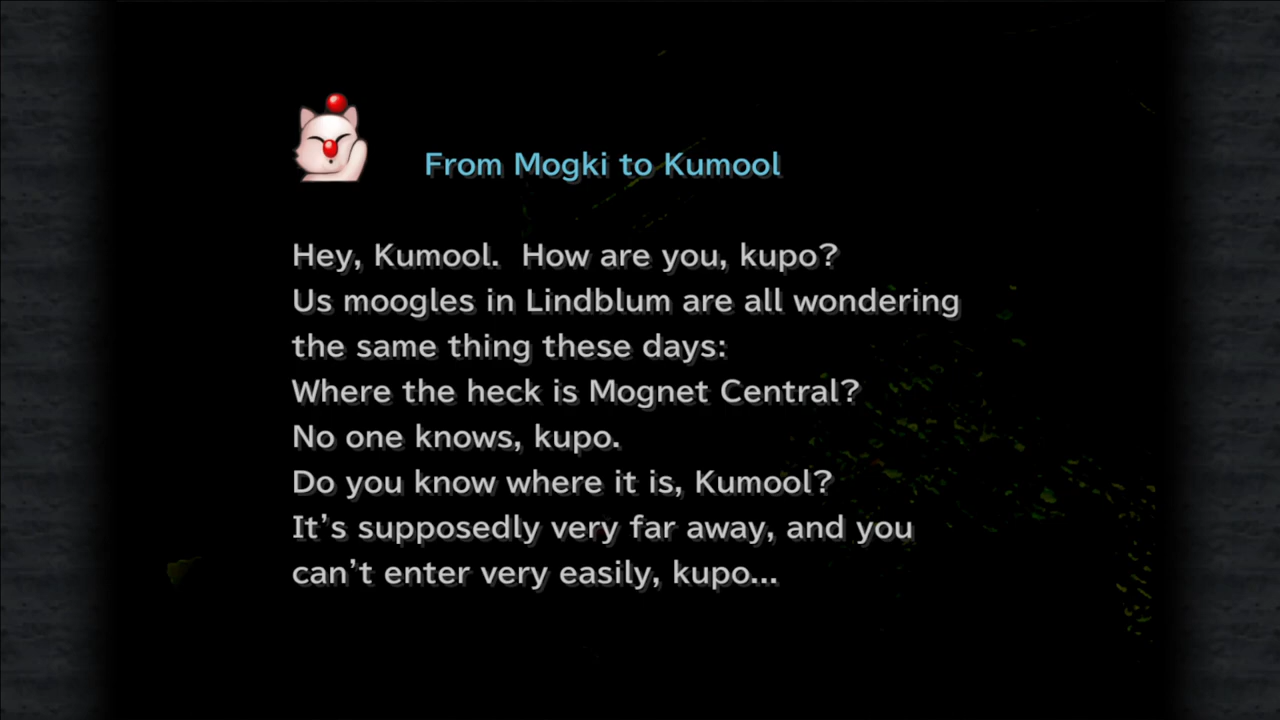 From Mogki to Kumool
Hey, Kumool.  How are you, kupo?
Us moogles in Lindblum are all wondering
the same thing these days:
Where the heck is Mognet Central?
No one knows, kupo.
Do you know where it is, Kumool?
It’s supposedly very far away, and you
can’t enter very easily, kupo...